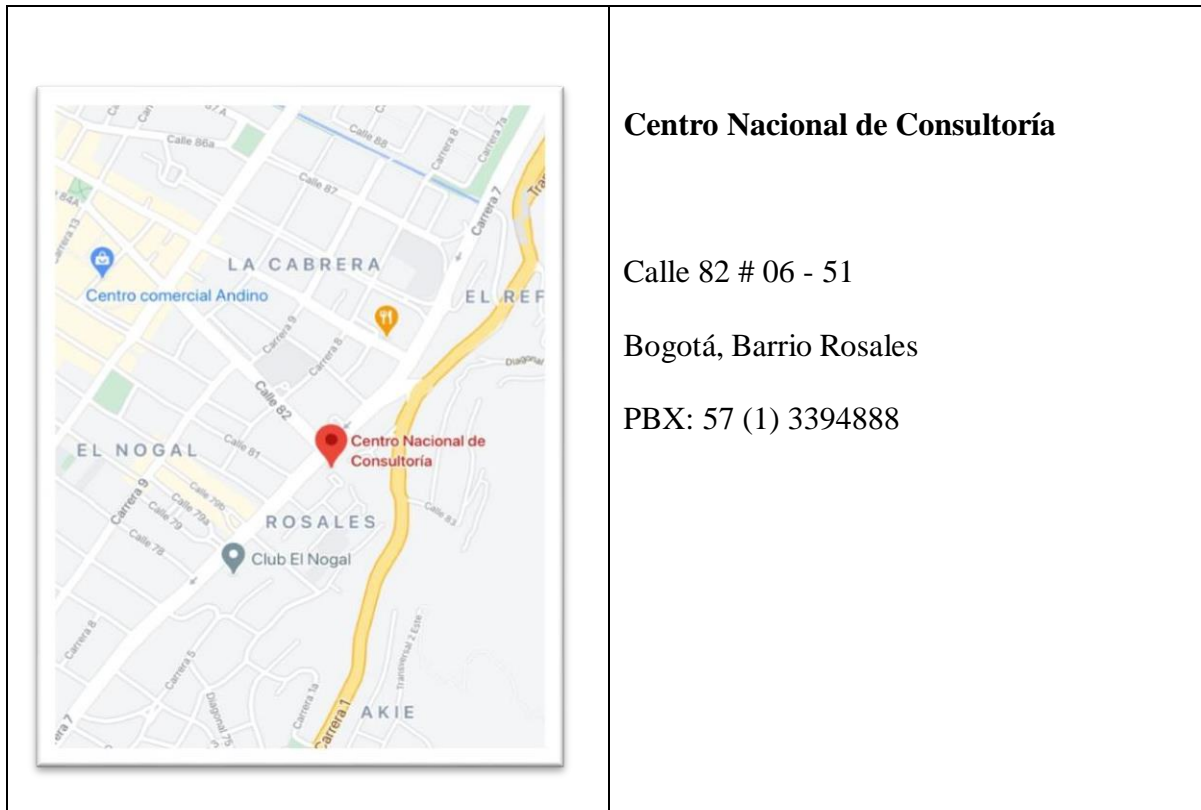 Calle 86a
Calle 88
Carrera 8
Carrera 7a
Calle 87
84A
Carrera 13
Carrera 7
LA CABRERA
Centro comercial Andino
EL REF
Carrera 9
Carrera 8
Diagonal
Calle 82
Centro Nacional de
Consultoría
EL NOGAL
Calle 81
Carrera 9
Calle 79b
Calle 79a
Calle 79
Calle 78
Calle 83
ROSALES
Club El Nogal
Carrera 8
Carrera 5
Transversal 2 Este
Diagonal 75
Carrera 1a
Carrera 1
AKIE
Centro Nacional de Consultoría
Calle 82 # 06 - 51
Bogotá, Barrio Rosales
PBX: 57 (1) 3394888